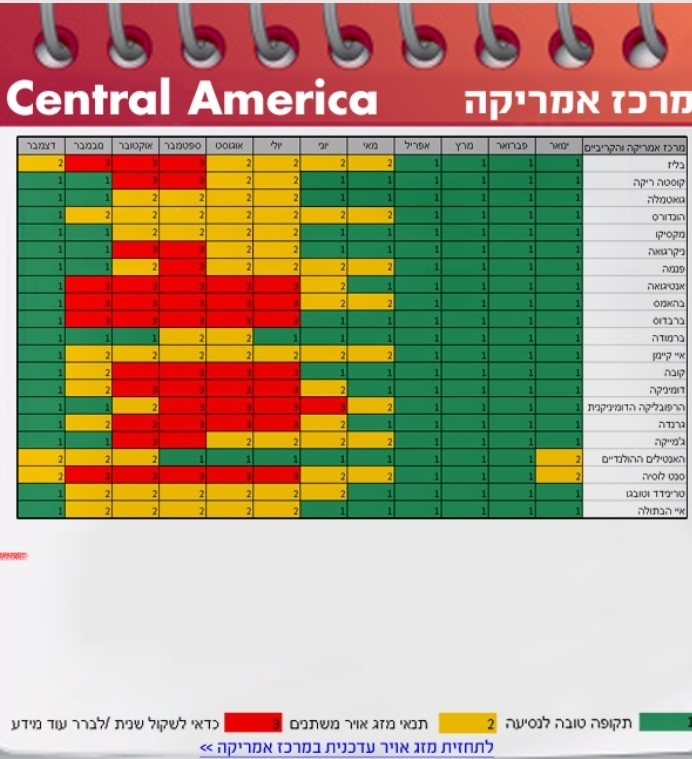 Central America מרכז אמריקה
מרכז אמריקה והקריביים ינואר פברואר מרץ אפריל מאי יוני יולי אוגוסט ספטמבר אוקטובר נובמבר דצמבר
בליז 1 1 1 1 2 2 2 2 3 3 3 2
קוסטה ריקה 1 1 1 1 1 1 2 2 3 3 1 1
גואטמלה 1 1 1 1 1 1 2 2 2 2 1 1
הונדורס 1 1 1 1 2 2 2 2 2 2 2 1
מקסיקו 1 1 1 1 1 1 2 2 2 2 1 1
ניקרגואה 1 1 1 1 1 1 2 2 3 3 1 1
פנמה 1 1 1 1 2 2 2 2 3 2 1 1
אנטיגואה 1 1 1 1 1 2 3 3 3 3 3 1
בהאמס 1 1 1 1 2 2 3 3 3 3 3 1
ברבדוס 1 1 1 1 1 1 3 3 3 3 3 1
ברמודה 1 1 1 1 1 1 1 2 2 1 1 1
איי קיימן 1 1 1 1 2 2 2 2 2 2 2 1
קובה 1 1 1 1 1 1 3 3 3 3 2 1
דומיניקה 1 1 1 1 1 2 3 3 3 3 2 1
הרפובליקה הדומיניקנית 1 1 1 1 2 3 3 3 3 2 1 1
גרנדה 1 1 1 1 1 2 3 3 3 3 2 1
ג'מייקה 1 1 1 1 2 2 2 2 3 3 1 1
האנטילים ההולנדיים 2 1 1 1 1 1 1 1 1 2 2 2
סנט לוסיה 2 1 1 1 2 2 3 3 3 3 3 2
טרינידד וטובגו 1 1 1 1 1 2 2 2 2 2 2 1
איי הבתולה 1 1 1 1 1 1 2 2 2 2 2 1
1 תקופה טובה לנסיעה 2 תנאי מזג אויר משתנים 3 כדאי לשקול שנית /לברר עוד מידע
לתחזית מזג אויר עדכנית במרכז אמריקה >>